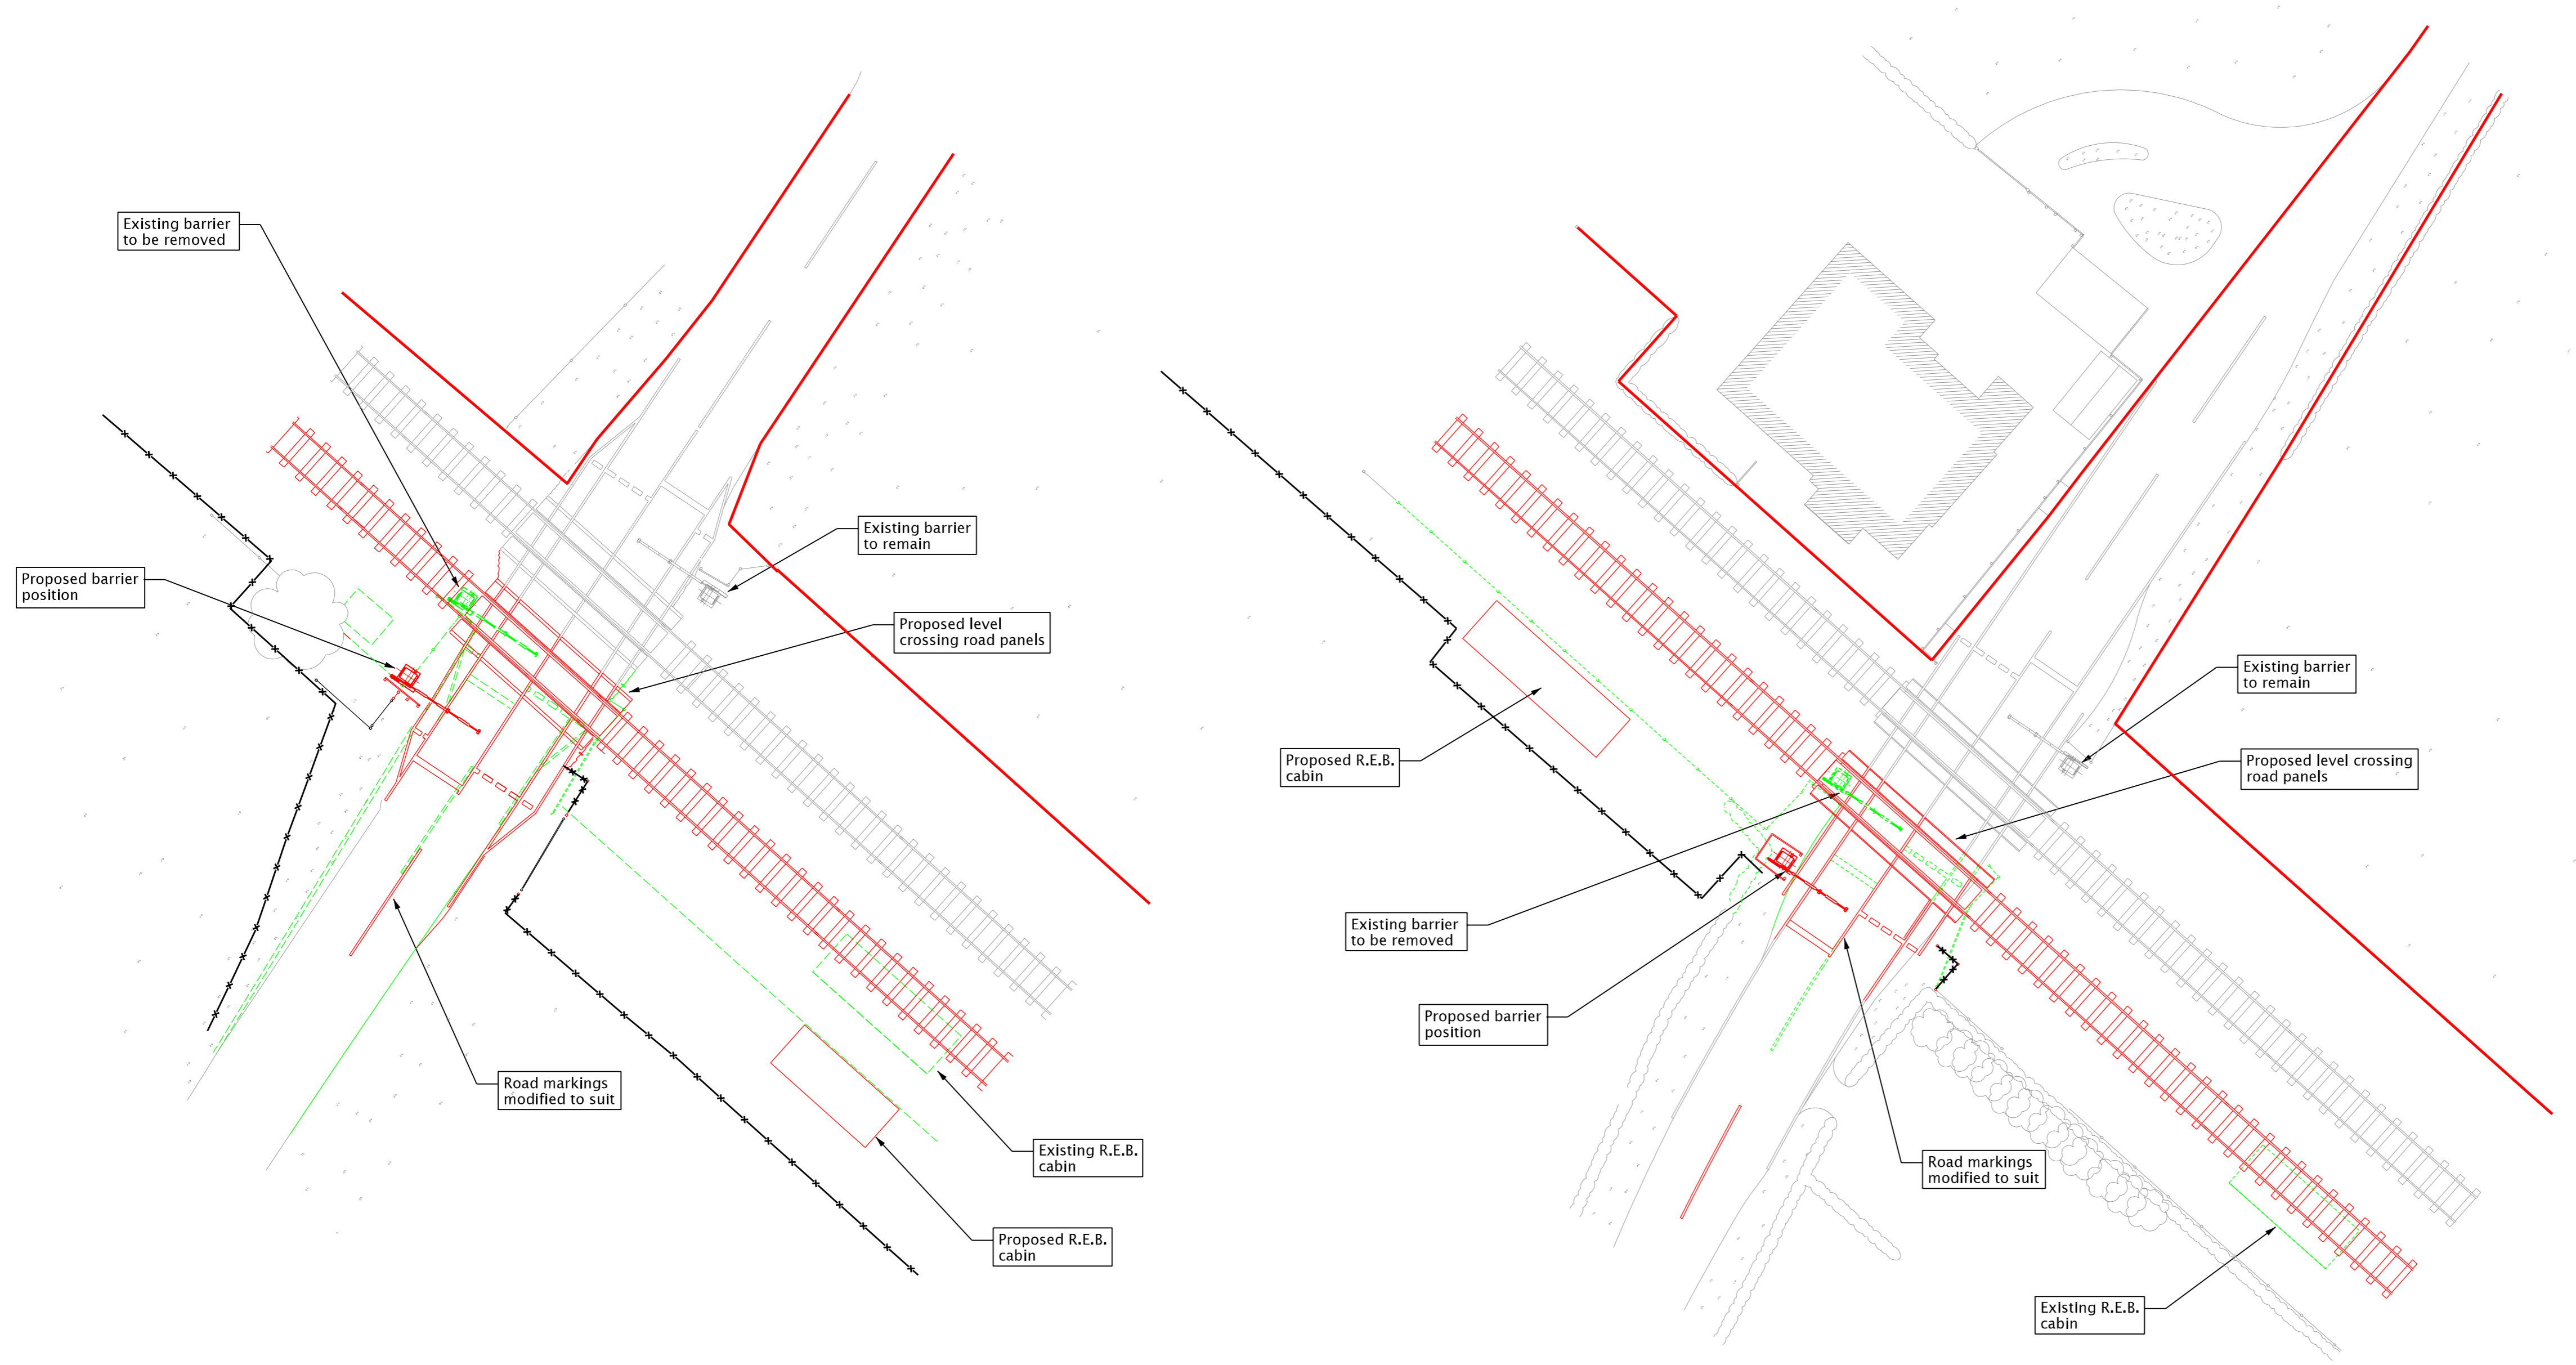 Existing barrier
to be removed
Proposed barrier
position
Existing barrier
to remain
Proposed level
crossing road panels
Road markings
modified to suit
Existing R.E.B.
cabin
Proposed R.E.B.
cabin
Proposed R.E.B.
cabin
Existing barrier
to be removed
Proposed barrier
position
Existing barrier
to remain
Proposed level crossing
road panels
Road markings
modified to suit
Existing R.E.B.
cabin